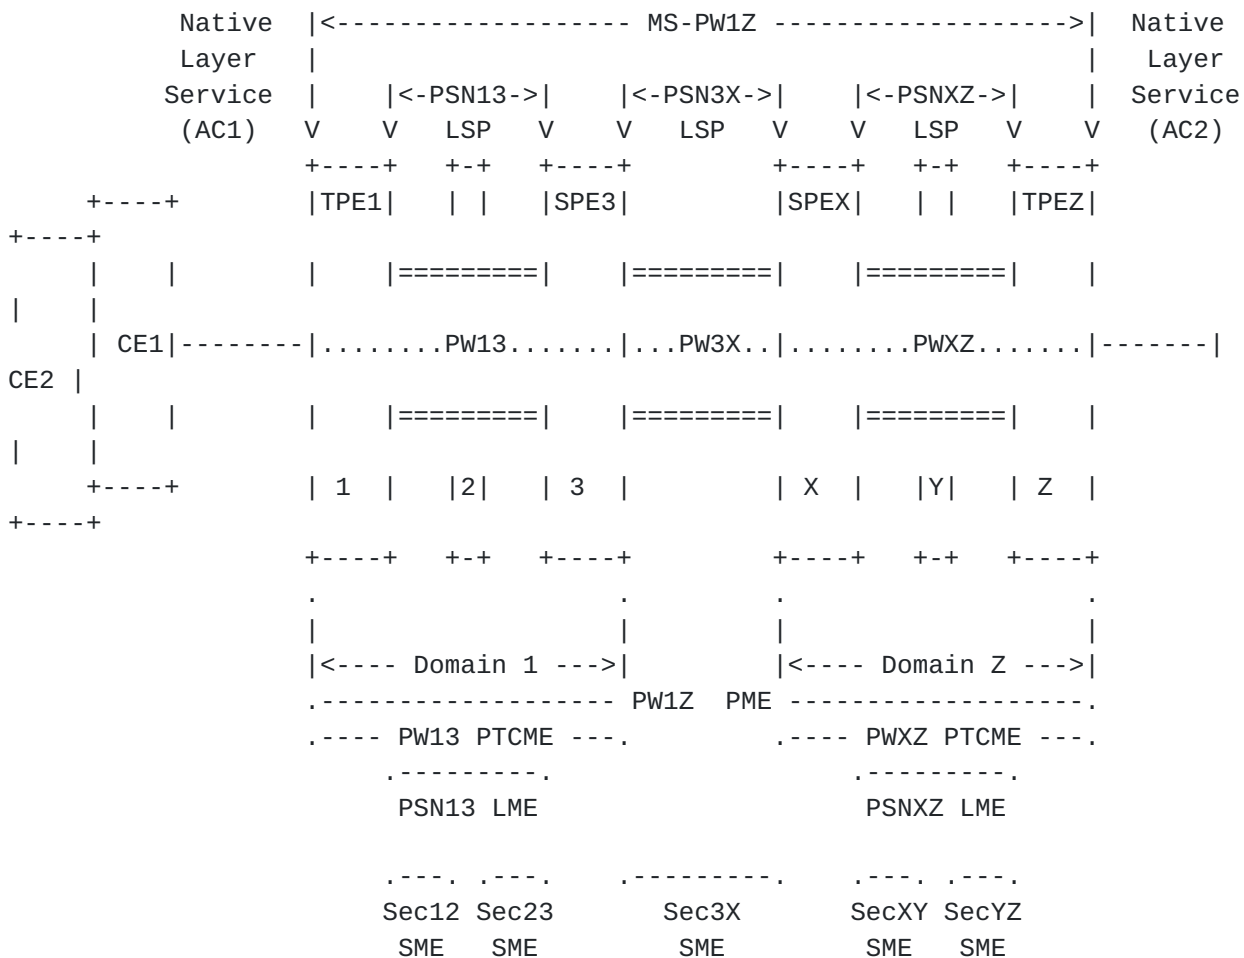 Native  |<------------------- MS-PW1Z ------------------->|  Native
           Layer   |                                                 |   Layer
          Service  |    |<-PSN13->|    |<-PSN3X->|    |<-PSNXZ->|    |  Service
           (AC1)  V    V   LSP   V    V   LSP   V    V   LSP   V    V   (AC2)
                   +----+   +-+   +----+         +----+   +-+   +----+
     +----+        |TPE1|   | |   |SPE3|         |SPEX|   | |   |TPEZ|
+----+
     |    |        |    |=========|    |=========|    |=========|    |
|    |
     | CE1|--------|........PW13.......|...PW3X..|........PWXZ.......|-------|
CE2 |
     |    |        |    |=========|    |=========|    |=========|    |
|    |
     +----+        | 1  |   |2|   | 3  |         | X  |   |Y|   | Z  |
+----+
                   +----+   +-+   +----+         +----+   +-+   +----+
                   .                   .         .                   .
                   |                   |         |                   |
                   |<---- Domain 1 --->|         |<---- Domain Z --->|
                   .------------------- PW1Z  PME -------------------.
                   .---- PW13 PTCME ---.         .---- PWXZ PTCME ---.
                        .---------.                   .---------.
                         PSN13 LME                     PSNXZ LME
                        .---. .---.    .---------.    .---. .---.
                        Sec12 Sec23       Sec3X       SecXY SecYZ
                         SME   SME         SME         SME   SME